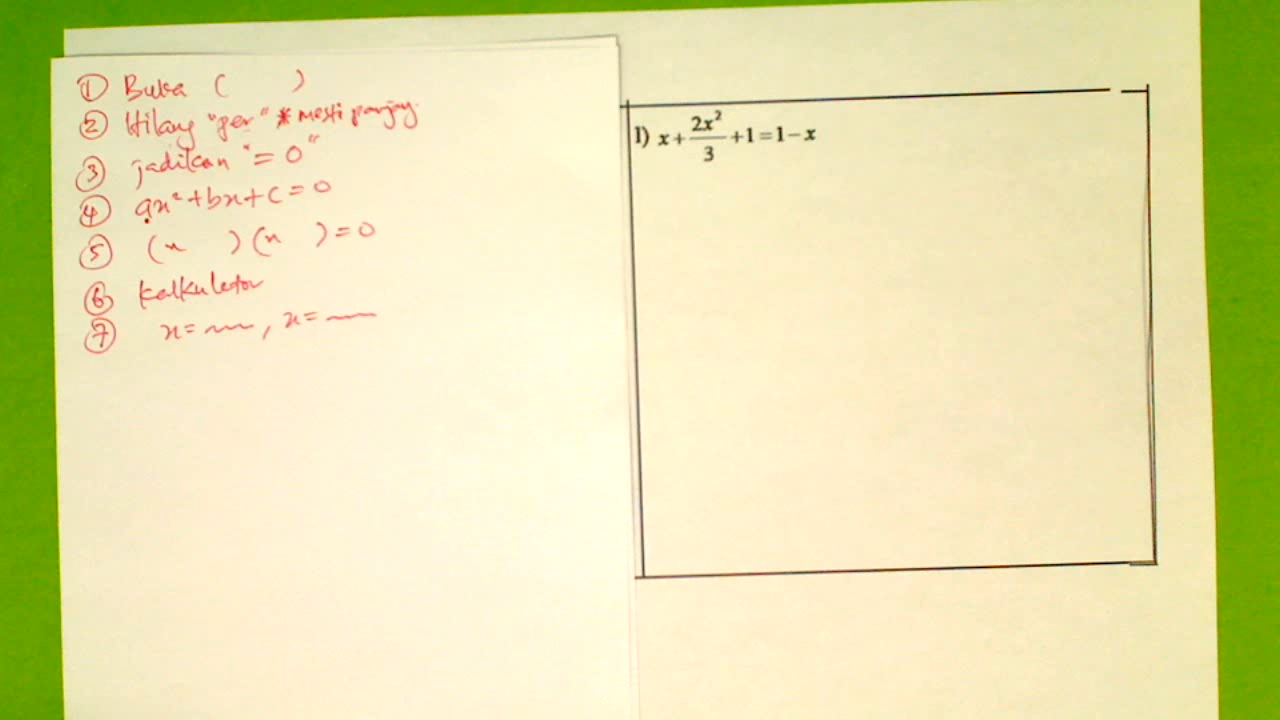 ① Buka ( )
② Hilang "per" * mesti panjang
③ jadikan "= 0"
④ ax² + bx + c = 0
⑤ (x )(x ) = 0
⑥ Kalkulator
⑦ x = ~~, x = ~~
1) x + 2x²/3 + 1 = 1 − x